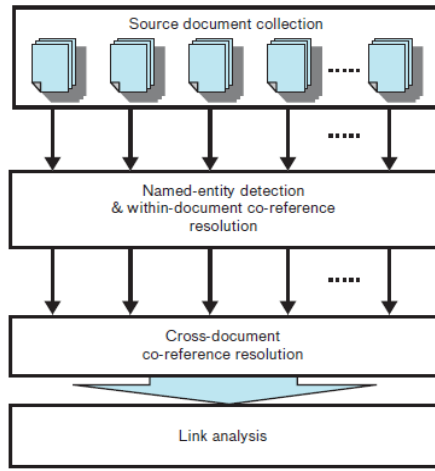 Source document collection
Named-entity detection
& within-document co-reference
resolution
Cross-document
co-reference resolution
Link analysis